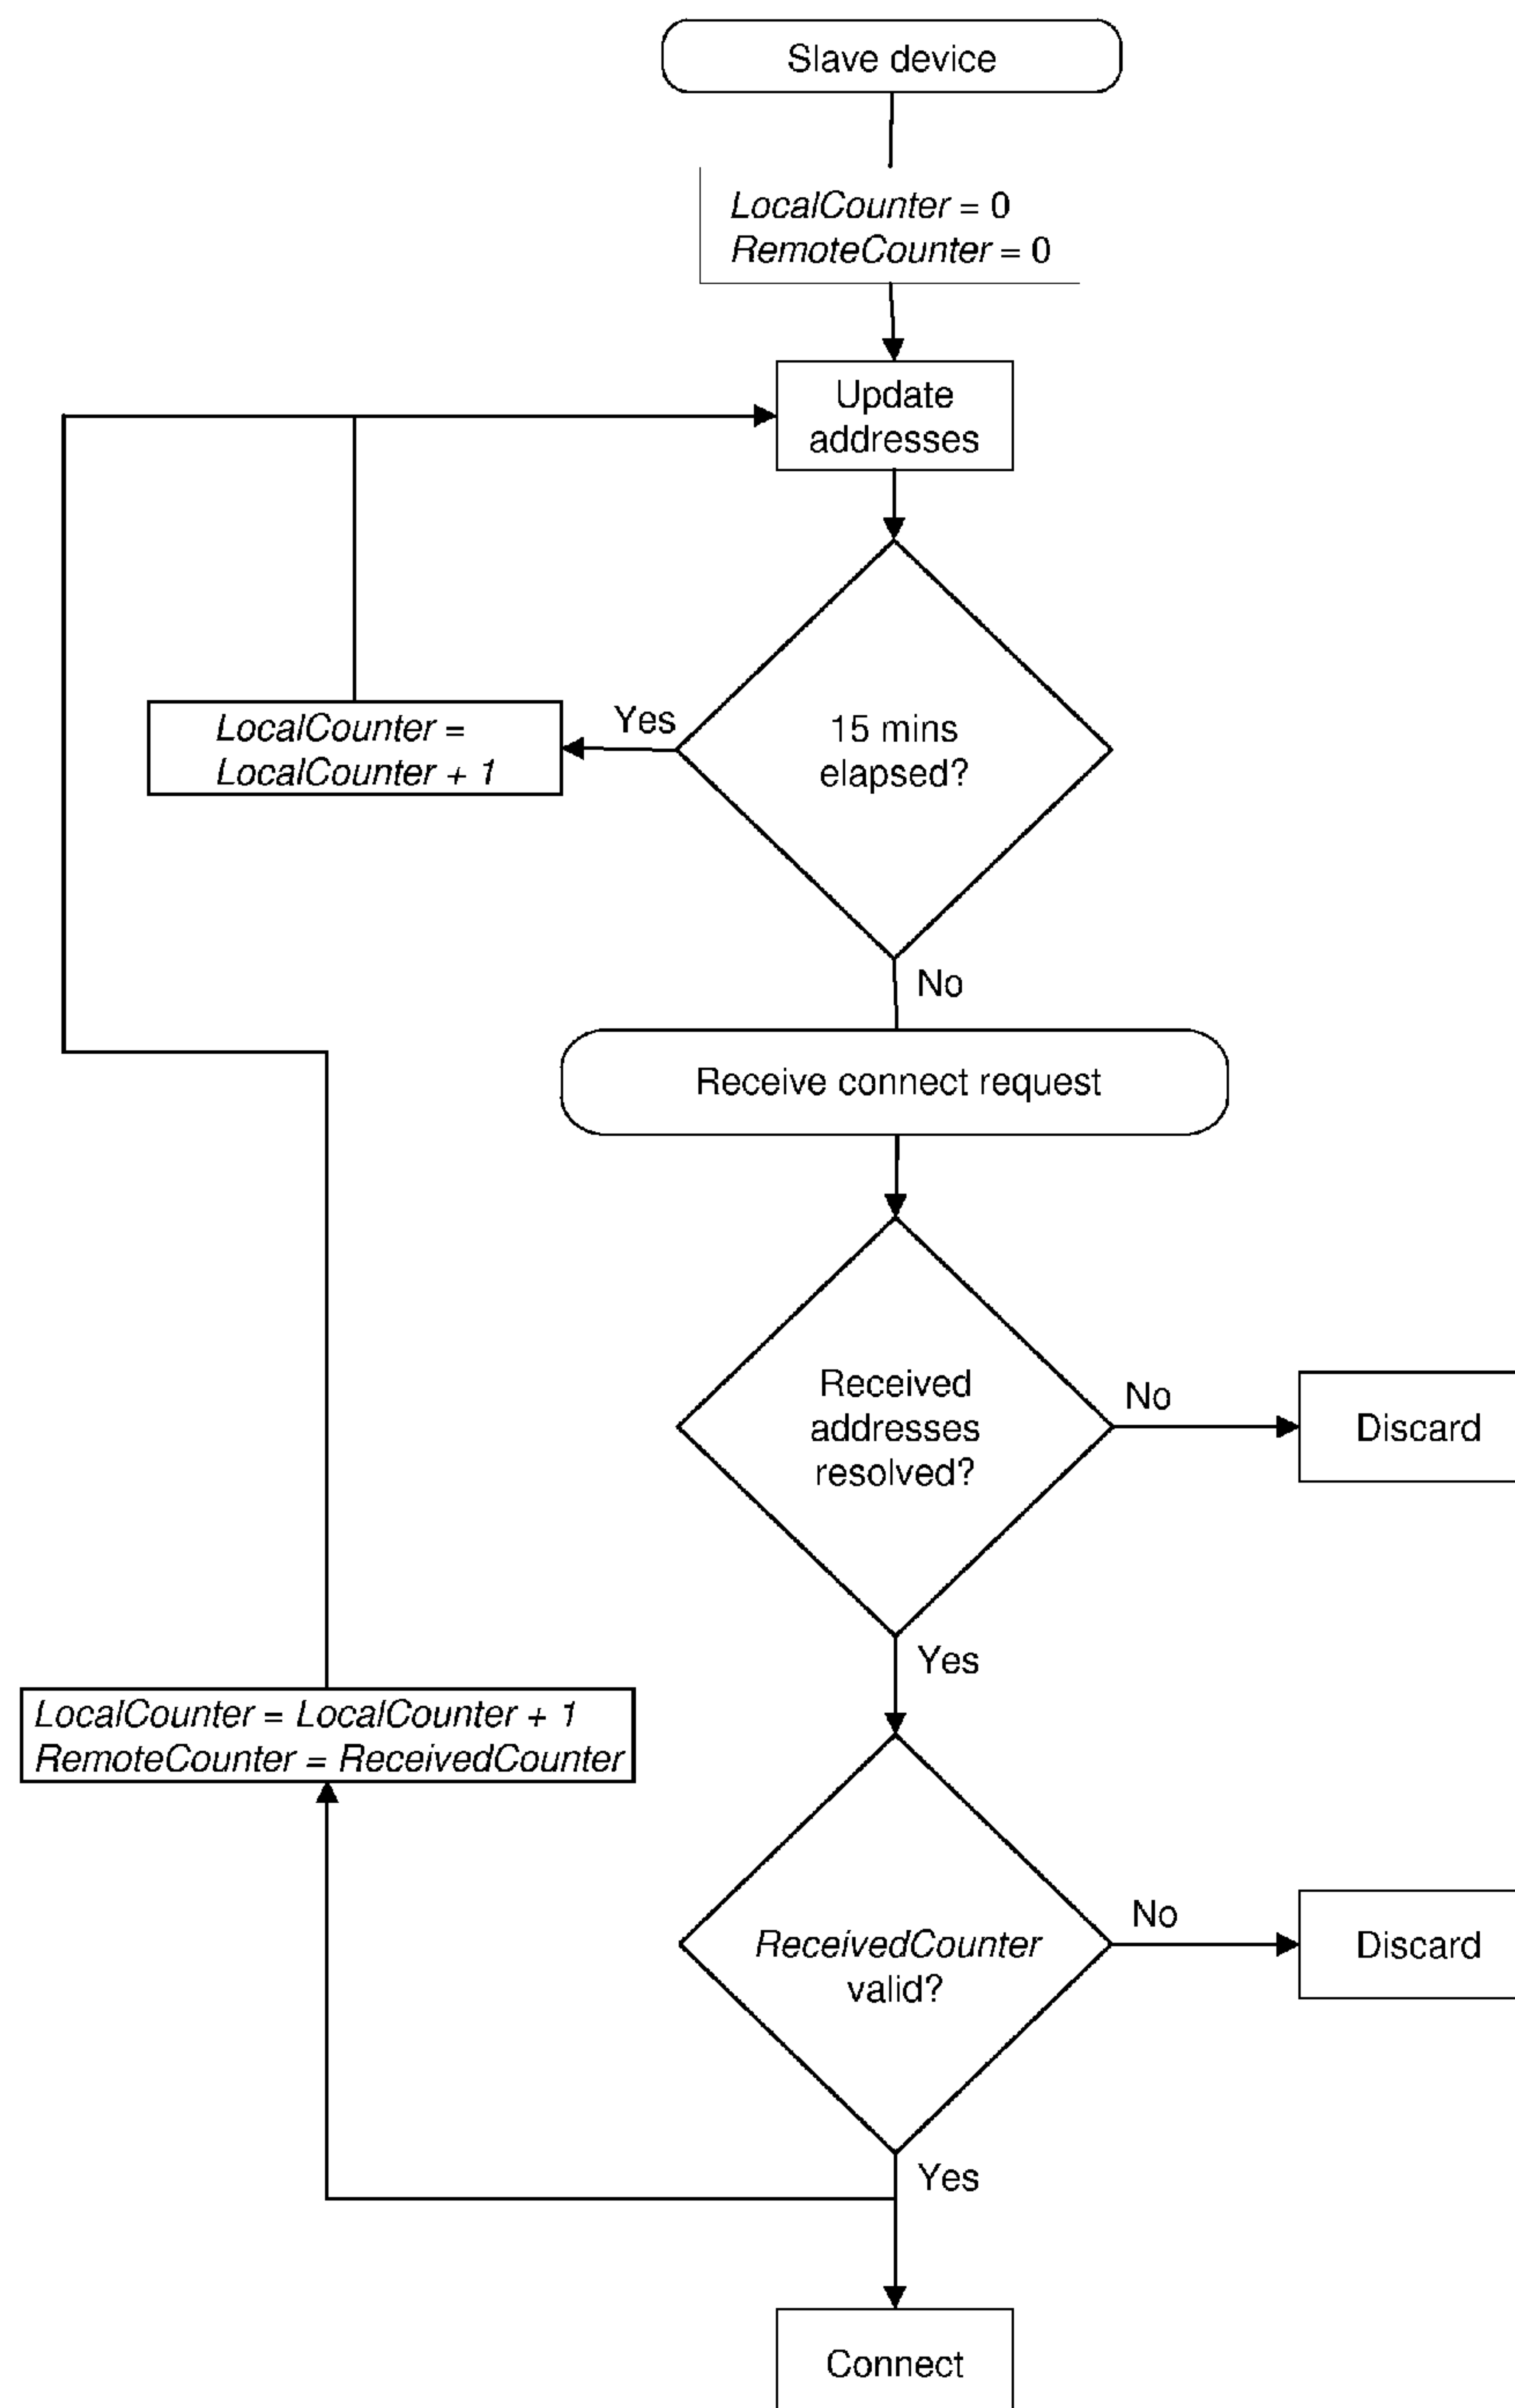 Slave device
LocalCounter = 0
RemoteCounter = 0
Update
addresses
Yes
LocalCounter =
LocalCounter + 1
15 mins
elapsed?
No
Receive connect request
Received
addresses
resolved?
No
Discard
Yes
LocalCounter = LocalCounter + 1
RemoteCounter = ReceivedCounter
ReceivedCounter
valid?
No
Discard
Yes
Connect